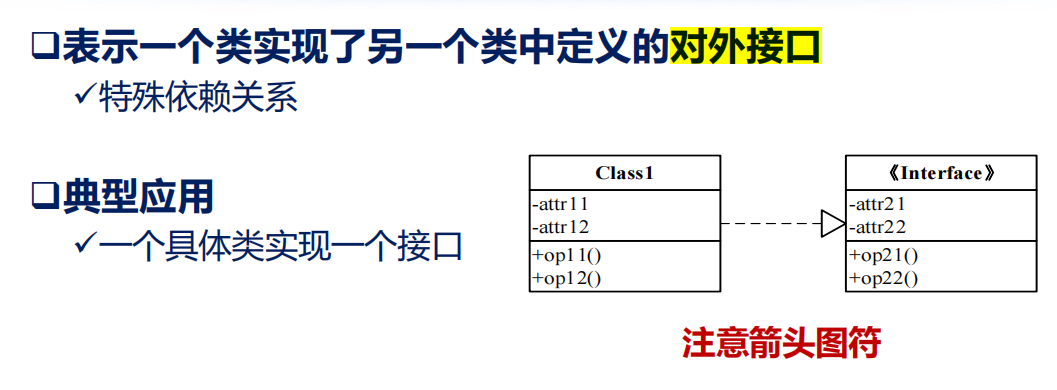 ❑表示一个类实现了另一个类中定义的对外接口
✓特殊依赖关系
❑典型应用
✓一个具体类实现一个接口
Class1
-attr11
-attr12
+op11()
+op12()
《Interface》
-attr21
-attr22
+op21()
+op22()
注意箭头图符